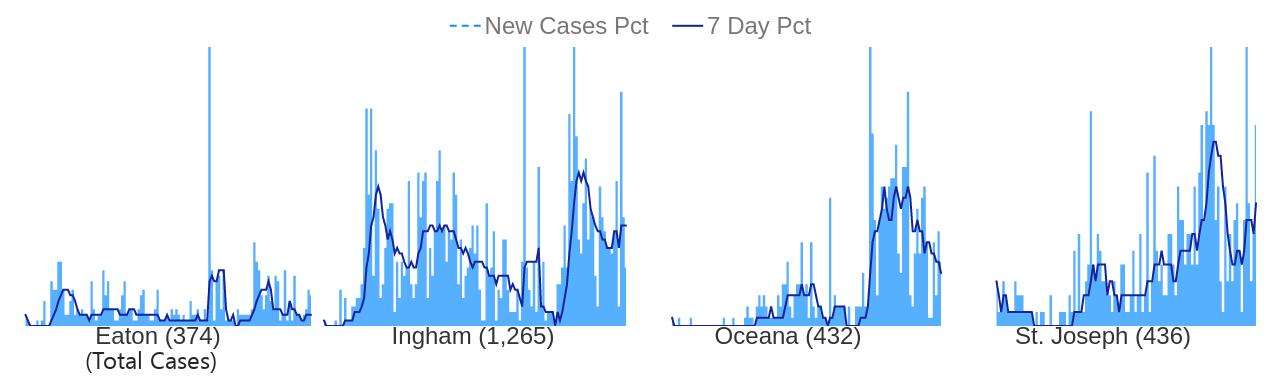 New Cases Pct 7 Day Pct
Eaton (374) Ingham (1,265) Oceana (432) St. Joseph (436)
(Total Cases)